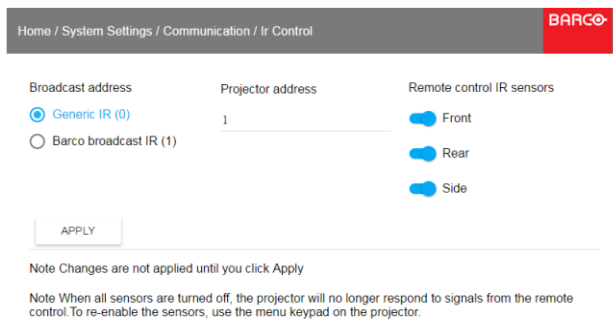 Home / System Settings / Communication / Ir Control
BARCO
Broadcast address
Projector address
Remote control IR sensors
Generic IR (0)
1
Front
Barco broadcast IR (1)
Rear
Side
APPLY
Note Changes are not applied until you click Apply
Note When all sensors are turned off, the projector will no longer respond to signals from the remote
control.To re-enable the sensors, use the menu keypad on the projector.